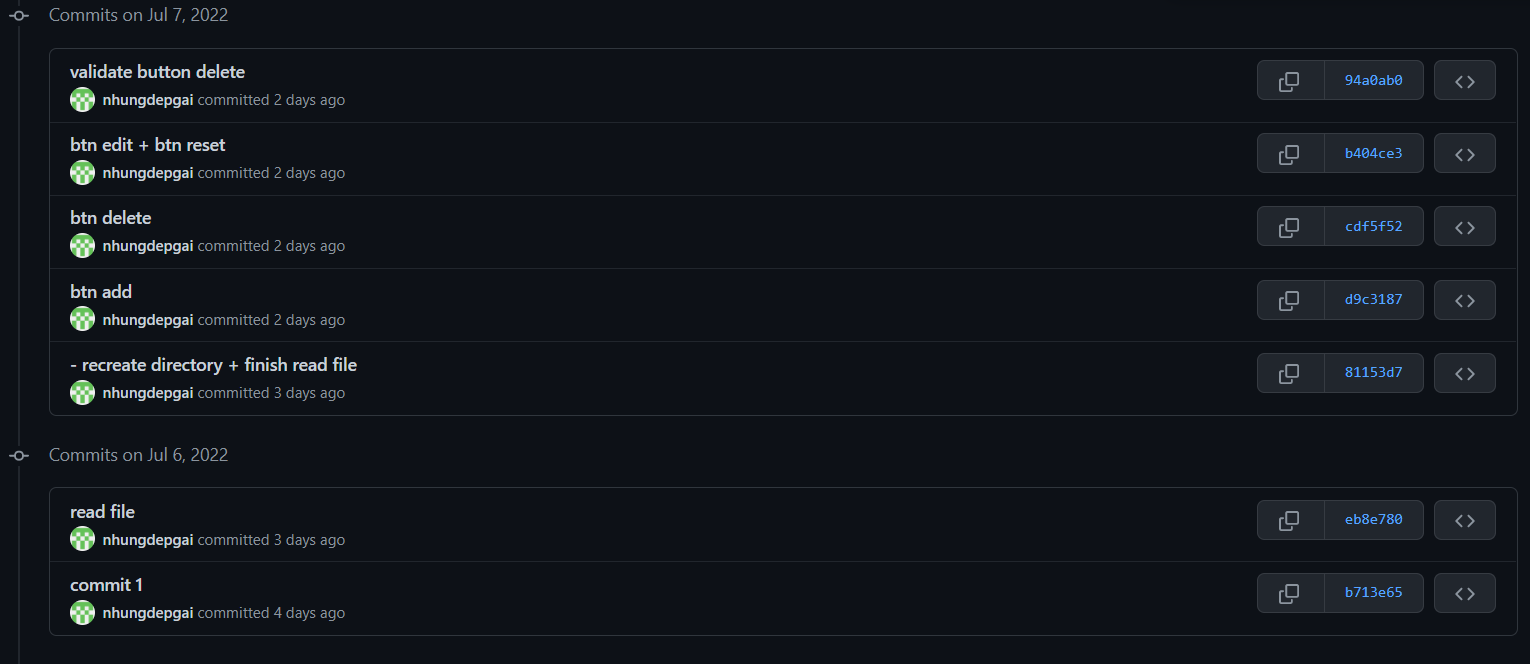 Commits on Jul 7, 2022
validate button delete
nhungdepgai committed 2 days ago
94a0ab0
btn edit + btn reset
nhungdepgai committed 2 days ago
b404ce3
btn delete
nhungdepgai committed 2 days ago
cdf5f52
btn add
nhungdepgai committed 2 days ago
d9c3187
- recreate directory + finish read file
nhungdepgai committed 3 days ago
81153d7
Commits on Jul 6, 2022
read file
nhungdepgai committed 3 days ago
eb8e780
commit 1
nhungdepgai committed 4 days ago
b713e65